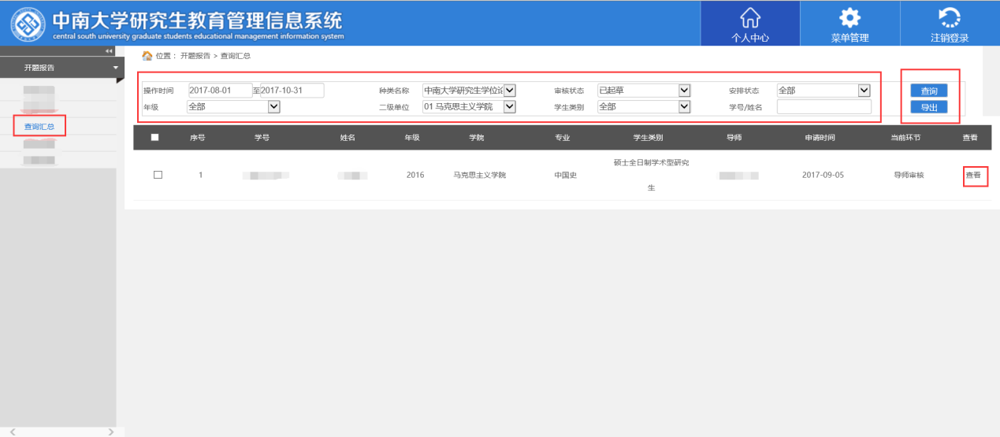 中南大学研究生教育管理信息系统
central south university graduate students educational management information system
个人中心
菜单管理
注销登录
开题报告
位置： 开题报告 > 查询汇总
操作时间 2017-08-01 至 2017-10-31 种类名称 中南大学研究生学位论 审核状态 已起草 安排状态 全部 查询
年级 全部 二级单位 01 马克思主义学院 学生类别 全部 学号/姓名 导出
查询汇总
序号 学号 姓名 年级 学院 专业 学生类别 导师 申请时间 当前环节 查看
1 2016 马克思主义学院 中国史 硕士全日制学术型研究生 2017-09-05 导师审核 查看